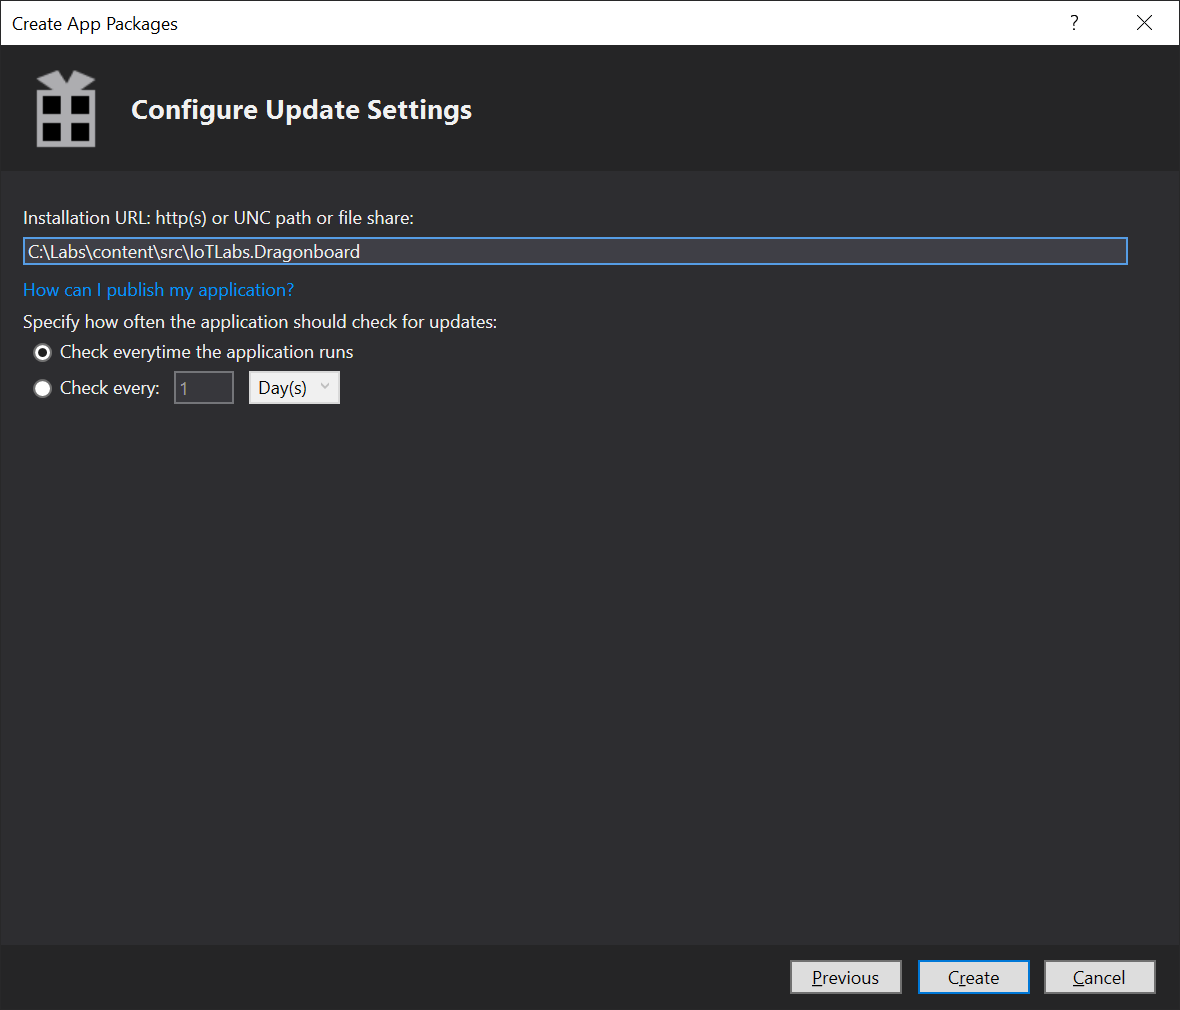 Create App Packages ?
Configure Update Settings
Installation URL: http(s) or UNC path or file share:
C:\Labs\content\src\IoTLabs.Dragonboard
How can I publish my application?
Specify how often the application should check for updates:
Check everytime the application runs
Check every: 1 Day(s)
Previous Create Cancel